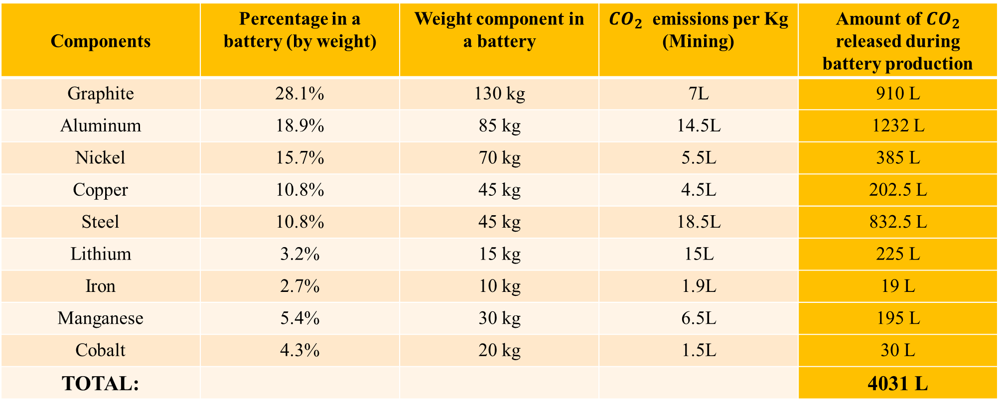 Components | Percentage in a battery (by weight) | Weight component in a battery | CO₂ emissions per Kg (Mining) | Amount of CO₂ released during battery production
Graphite | 28.1% | 130 kg | 7L | 910 L
Aluminum | 18.9% | 85 kg | 14.5L | 1232 L
Nickel | 15.7% | 70 kg | 5.5L | 385 L
Copper | 10.8% | 45 kg | 4.5L | 202.5 L
Steel | 10.8% | 45 kg | 18.5L | 832.5 L
Lithium | 3.2% | 15 kg | 15L | 225 L
Iron | 2.7% | 10 kg | 1.9L | 19 L
Manganese | 5.4% | 30 kg | 6.5L | 195 L
Cobalt | 4.3% | 20 kg | 1.5L | 30 L
TOTAL: | | | | 4031 L